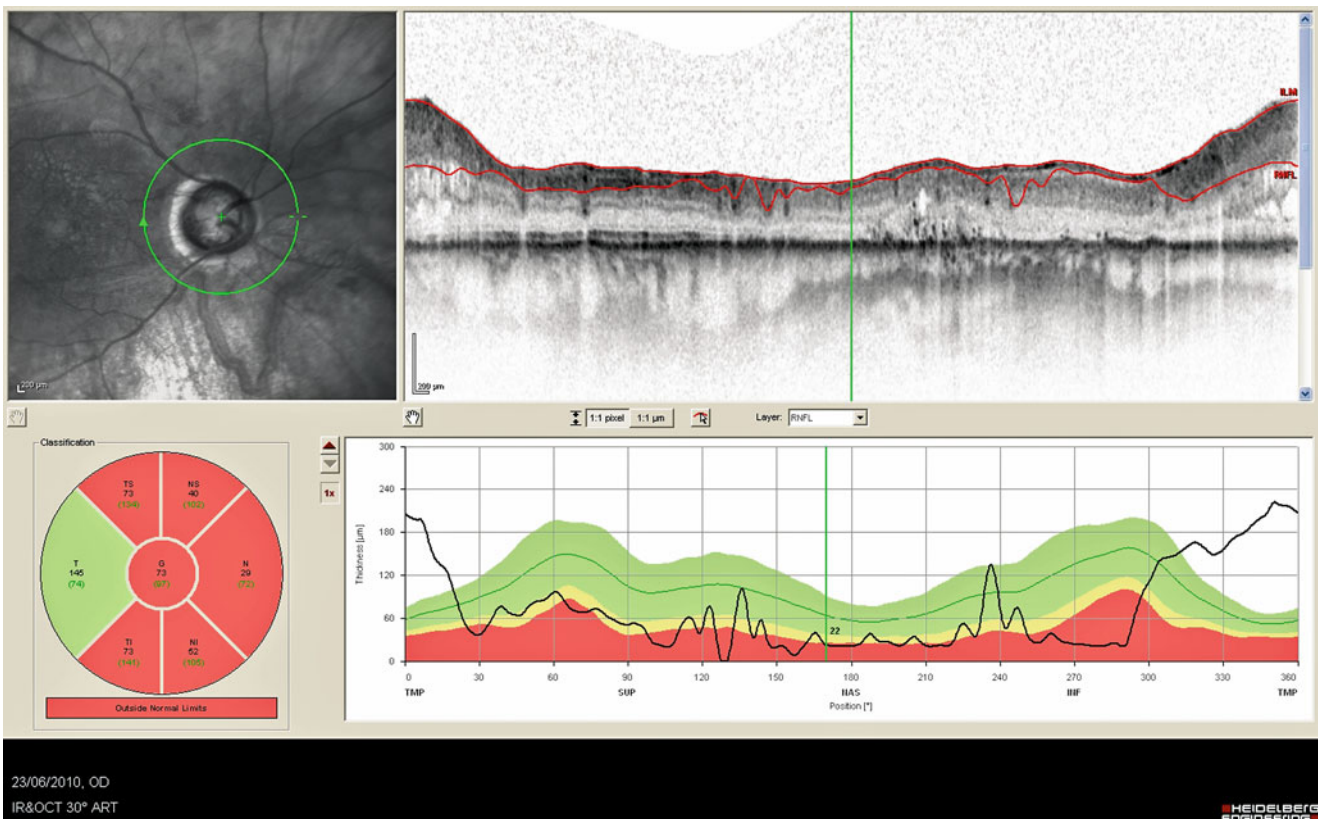 ILM
RNFL
200 µm
200 µm
1:1 pixel
1:1 µm
Layer:
RNFL
Classification
TS
73
(134)
NS
40
(102)
T
145
(74)
G
73
(97)
N
29
(72)
TI
73
(141)
NI
52
(105)
Outside Normal Limits
1x
300
240
180
120
60
0
Thickness [µm]
22
0 30 60 90 120 150 180 210 240 270 300 330 360
TMP SUP NAS INF TMP
Position [°]
23/06/2010, OD
IR&OCT 30° ART
HEIDELBERG
ENGINEERING